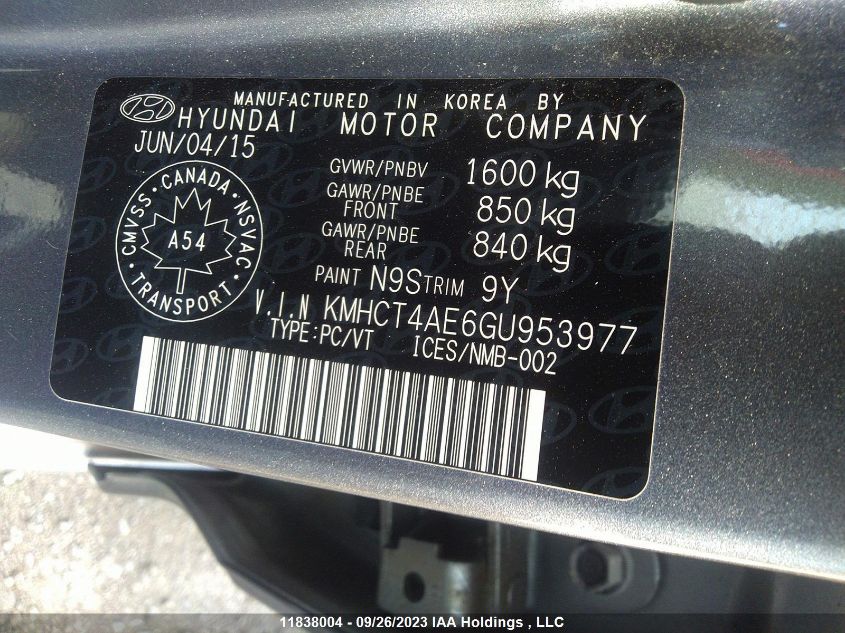 MANUFACTURED IN KOREA BY
HYUNDAI MOTOR COMPANY
JUN/04/15
GVWR/PNBV 1600 kg
GAWR/PNBE FRONT 850 kg
GAWR/PNBE REAR 840 kg
CMVSS · CANADA · NSVAC · TRANSPORT ·
A54
PAINT N9S TRIM 9Y
V.I.N KMHCT4AE6GU953977
TYPE:PC/VT ICES/NMB-002
11838004 - 09/26/2023 IAA Holdings , LLC